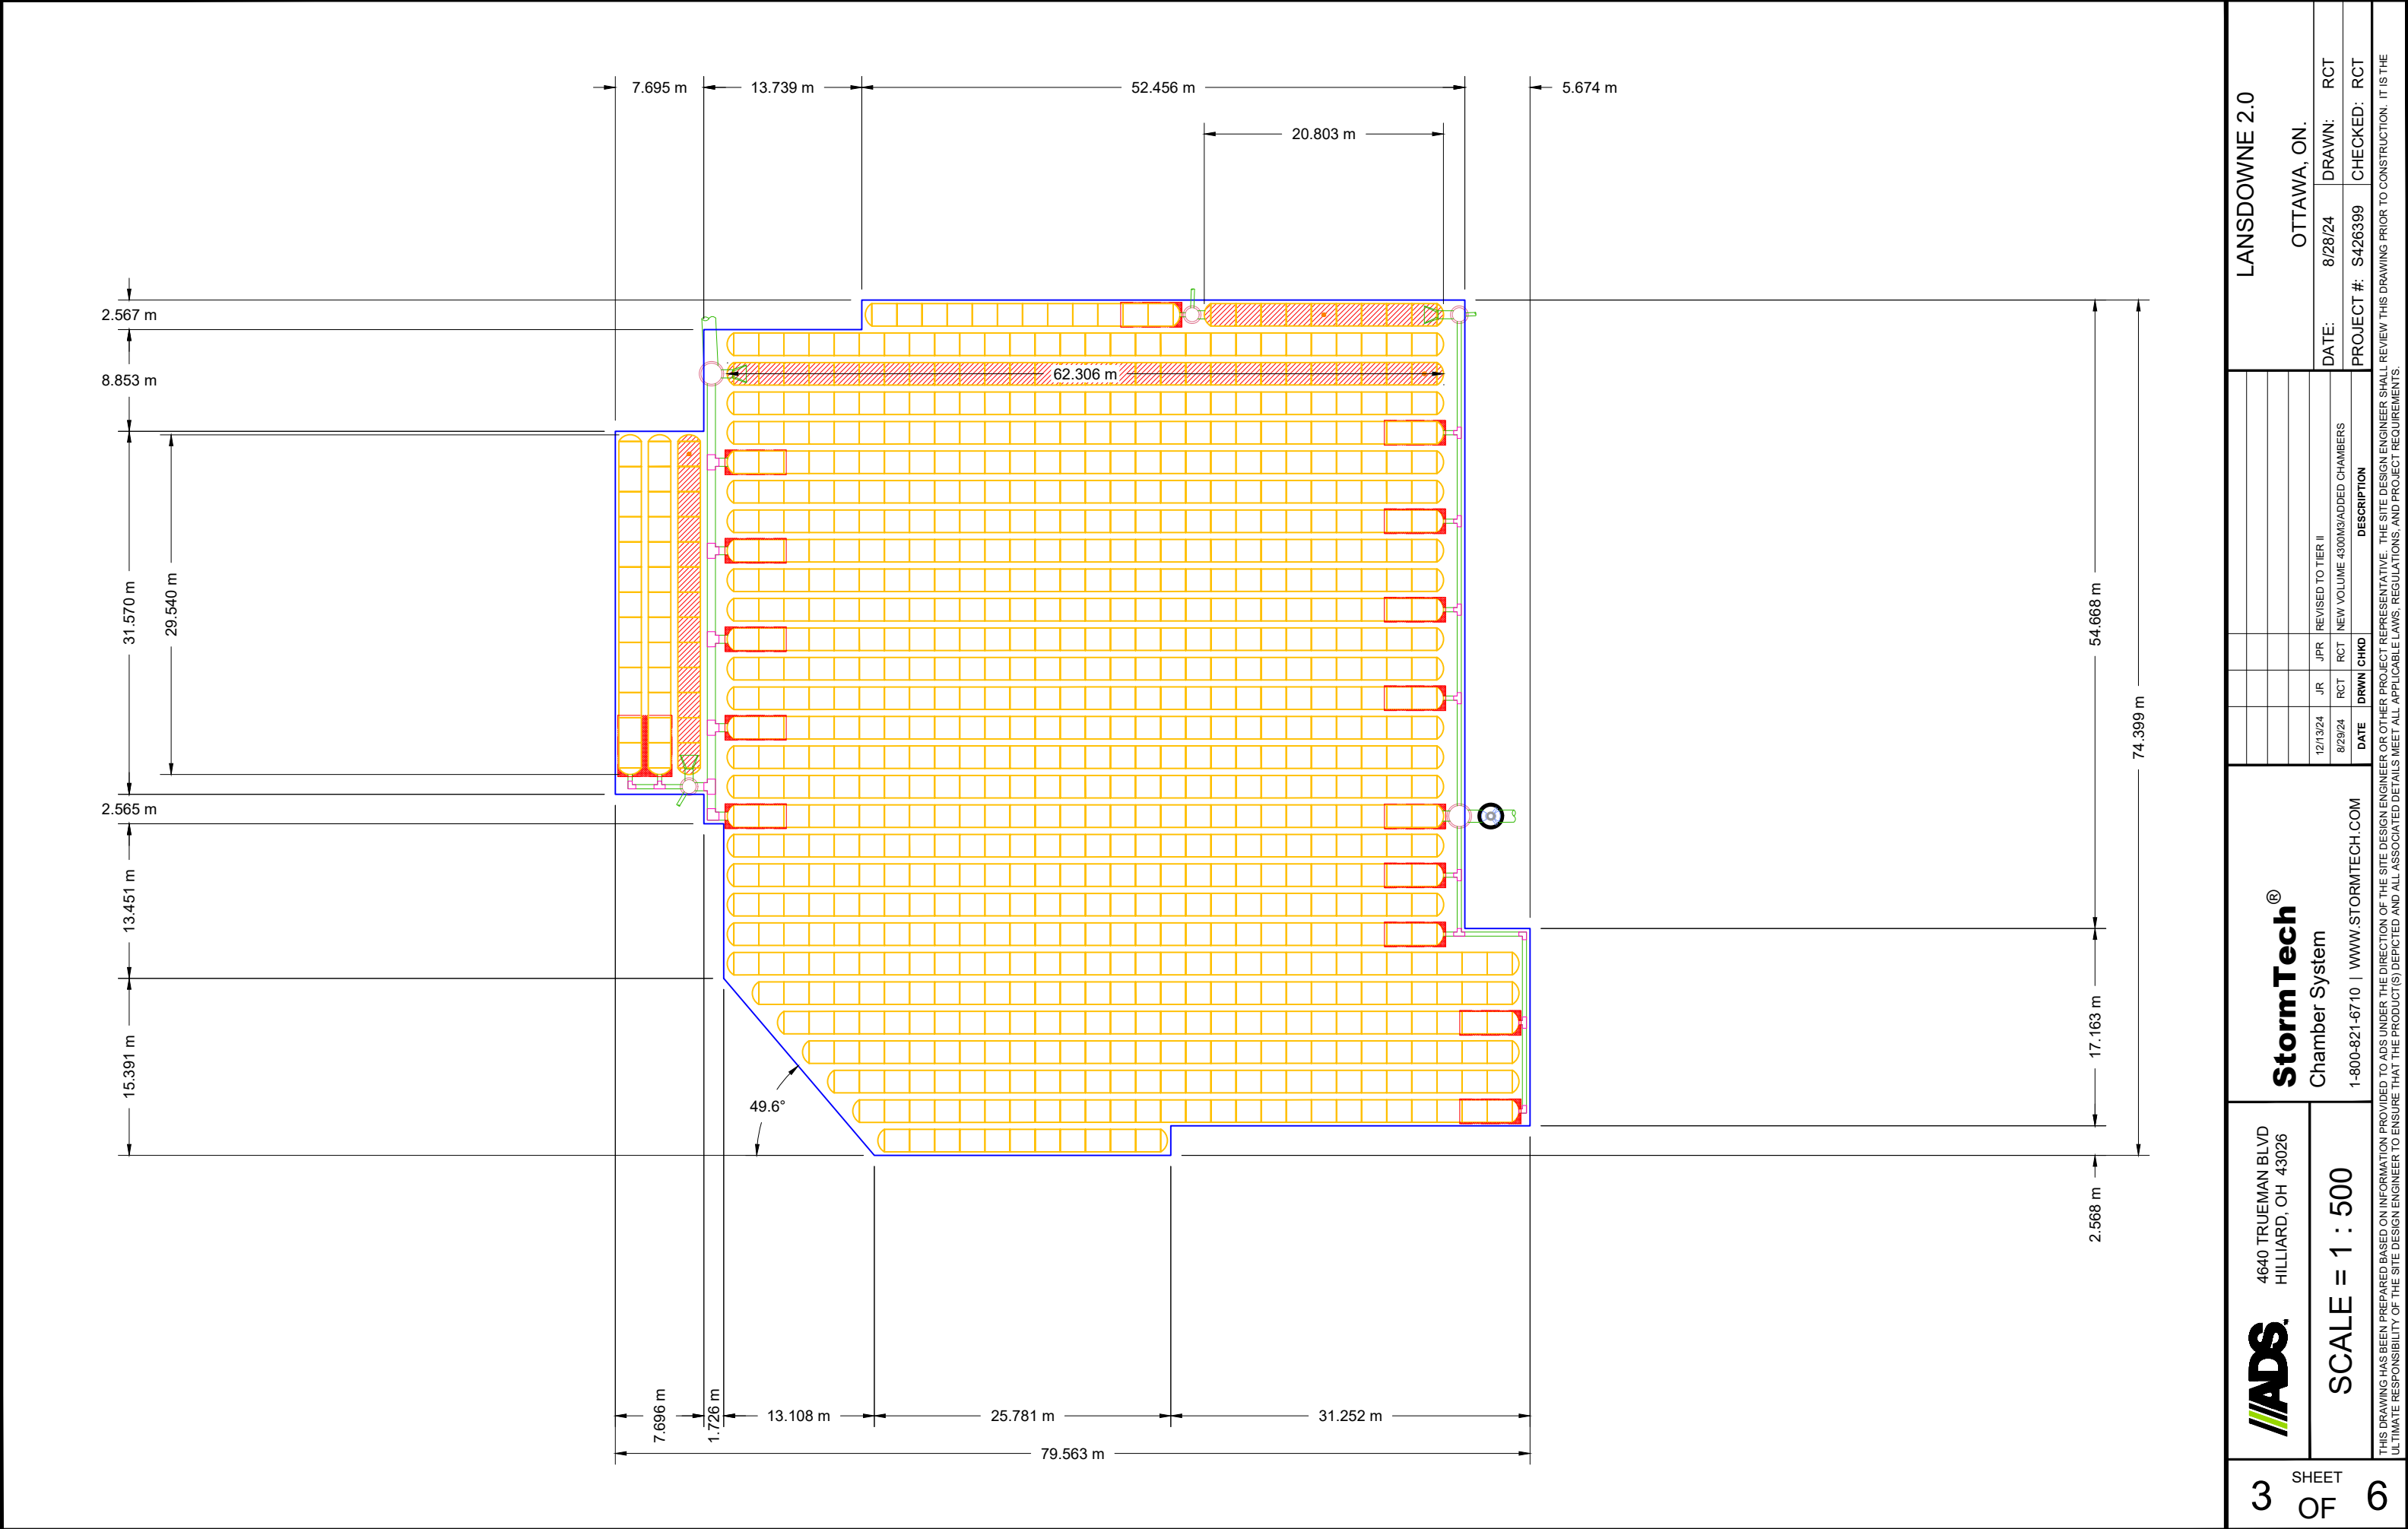 7.695 m
13.739 m
52.456 m
5.674 m
20.803 m
2.567 m
8.853 m
62.306 m
31.570 m
29.540 m
2.565 m
13.451 m
15.391 m
49.6°
54.668 m
74.399 m
17.163 m
2.568 m
7.696 m
1.726 m
13.108 m
25.781 m
31.252 m
79.563 m
LANSDOWNE 2.0
OTTAWA, ON.
DATE: 8/28/24 DRAWN: RCT
PROJECT #: S426399 CHECKED: RCT
12/13/24 JR JPR REVISED TO TIER II
8/29/24 RCT RCT NEW VOLUME 4300M3/ADDED CHAMBERS
DATE DRWN CHKD DESCRIPTION
StormTech®
Chamber System
1-800-821-6710 | WWW.STORMTECH.COM
4640 TRUEMAN BLVD
HILLIARD, OH 43026
ADS™
SCALE = 1 : 500
THIS DRAWING HAS BEEN PREPARED BASED ON INFORMATION PROVIDED TO ADS UNDER THE DIRECTION OF THE SITE DESIGN ENGINEER OR OTHER PROJECT REPRESENTATIVE. THE SITE DESIGN ENGINEER SHALL REVIEW THIS DRAWING PRIOR TO CONSTRUCTION. IT IS THE
ULTIMATE RESPONSIBILITY OF THE SITE DESIGN ENGINEER TO ENSURE THAT THE PRODUCT(S) DEPICTED AND ALL ASSOCIATED DETAILS MEET ALL APPLICABLE LAWS, REGULATIONS, AND PROJECT REQUIREMENTS.
SHEET
3 OF 6